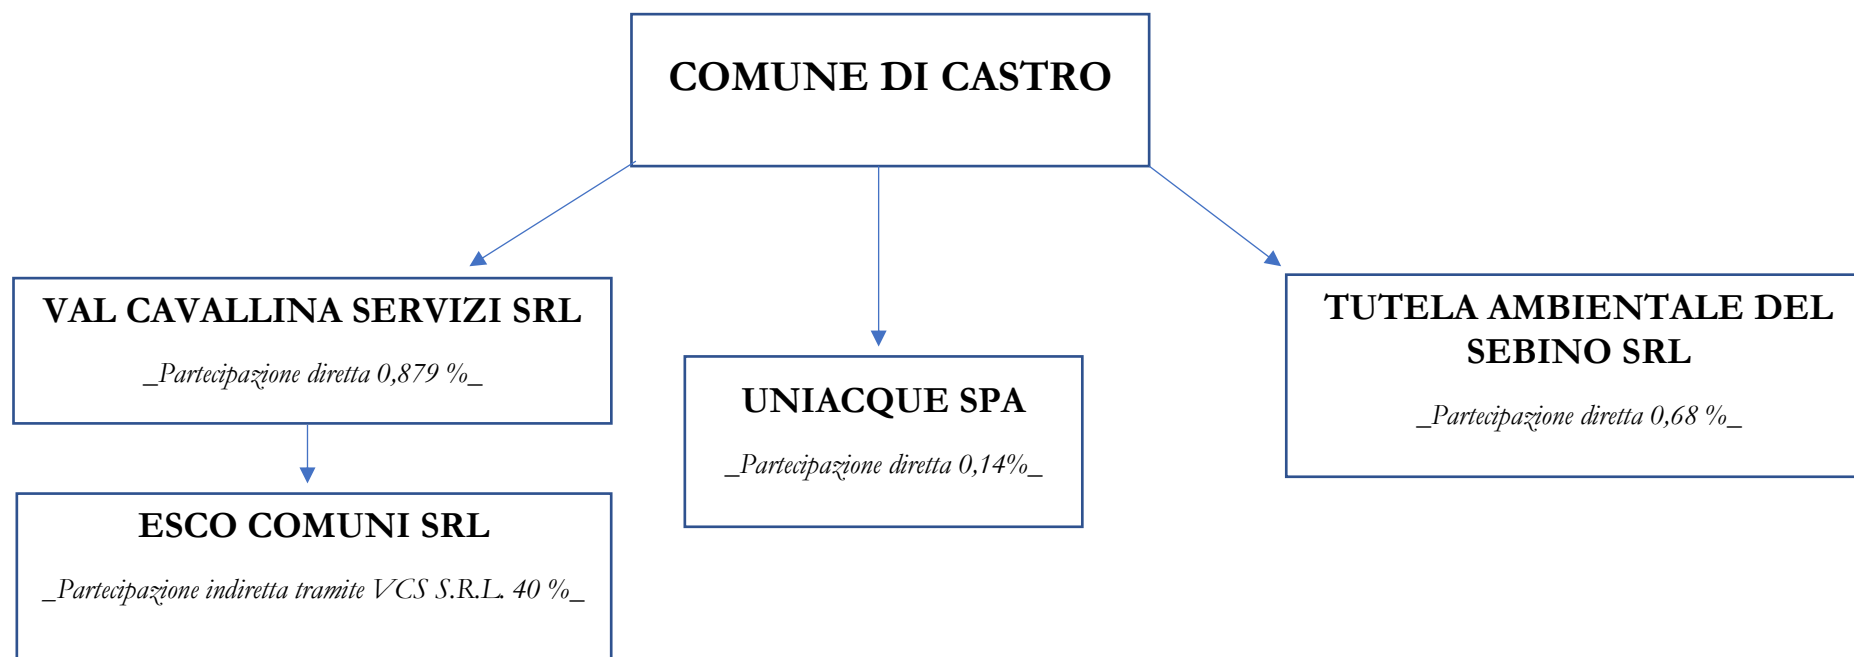 COMUNE DI CASTRO
VAL CAVALLINA SERVIZI SRL
_Partecipazione diretta 0,879 %_
ESCO COMUNI SRL
_Partecipazione indiretta tramite VCS S.R.L. 40 %_
UNIACQUE SPA
_Partecipazione diretta 0,14%_
TUTELA AMBIENTALE DEL
SEBINO SRL
_Partecipazione diretta 0,68 %_